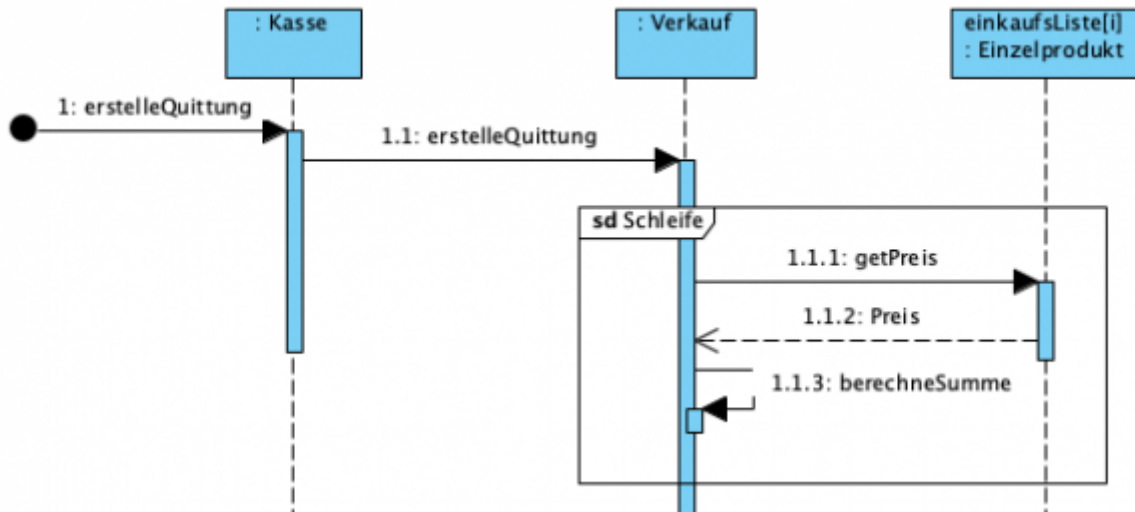 : Kasse
: Verkauf
einkaufsListe[i]
: Einzelprodukt
1: erstelleQuittung
1.1: erstelleQuittung
sd Schleife
1.1.1: getPreis
1.1.2: Preis
1.1.3: berechneSumme